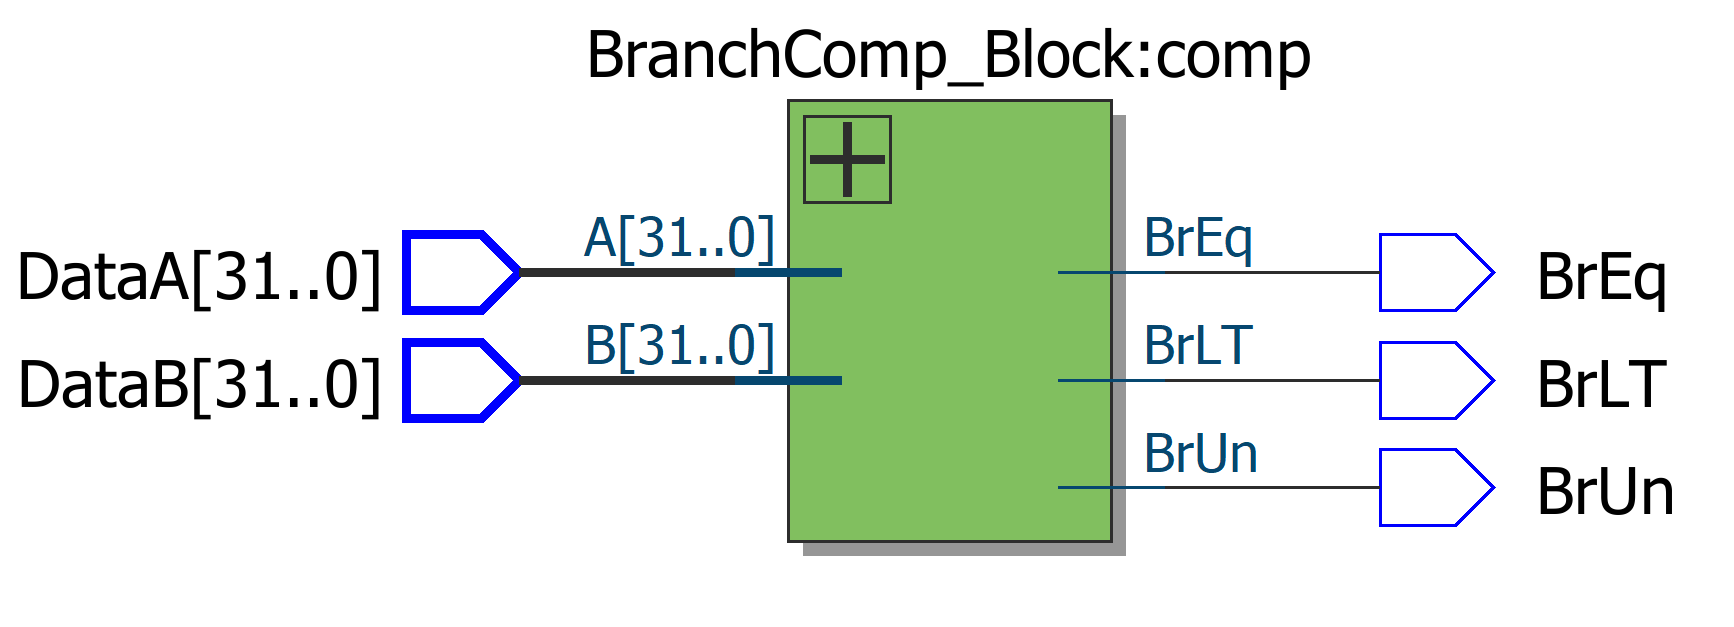 BranchComp_Block:comp
A[31..0]
BrEq
DataA[31..0]
BrEq
B[31..0]
BrLT
DataB[31..0]
BrLT
BrUn
BrUn